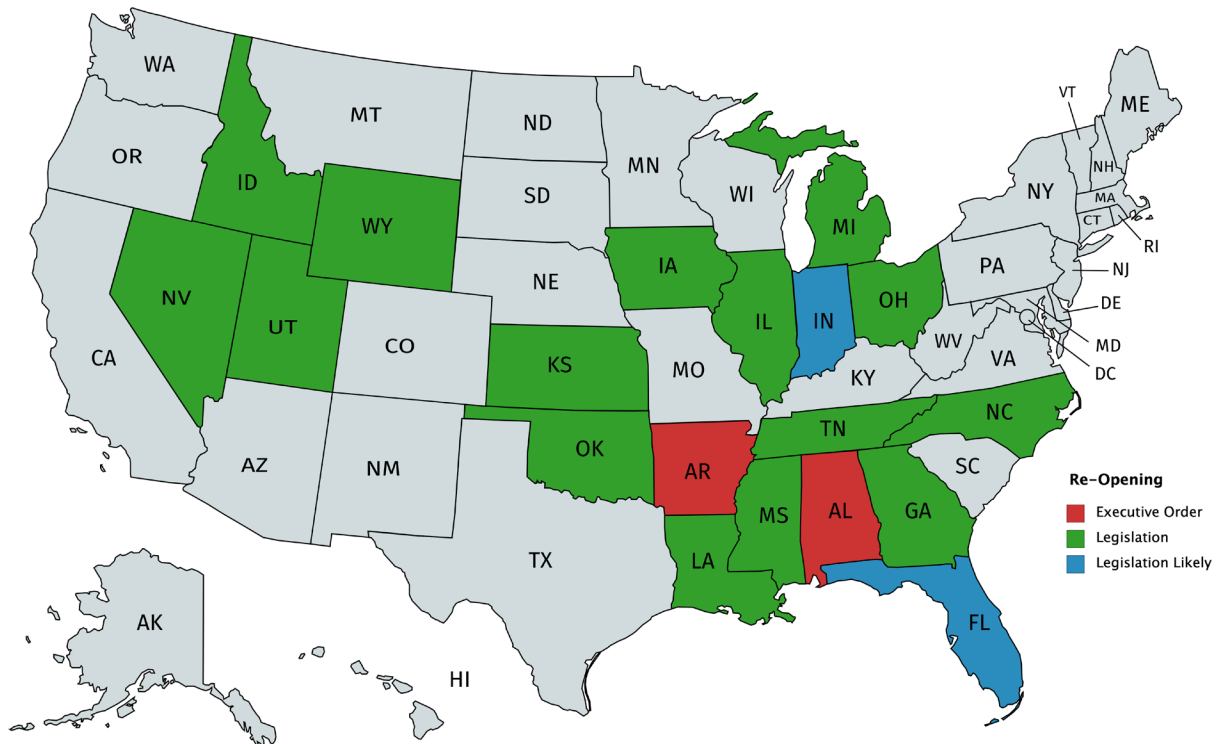 WA
MT
ND
MN
VT
ME
OR
ID
SD
WI
NY
NH
MA
CT
RI
WY
MI
IA
NE
PA
NJ
NV
UT
CO
IL
IN
OH
DE
WV
MD
VA
DC
CA
KS
MO
KY
AZ
NM
OK
AR
TN
NC
SC
MS
AL
GA
TX
LA
FL
AK
HI
Re-Opening
Executive Order
Legislation
Legislation Likely